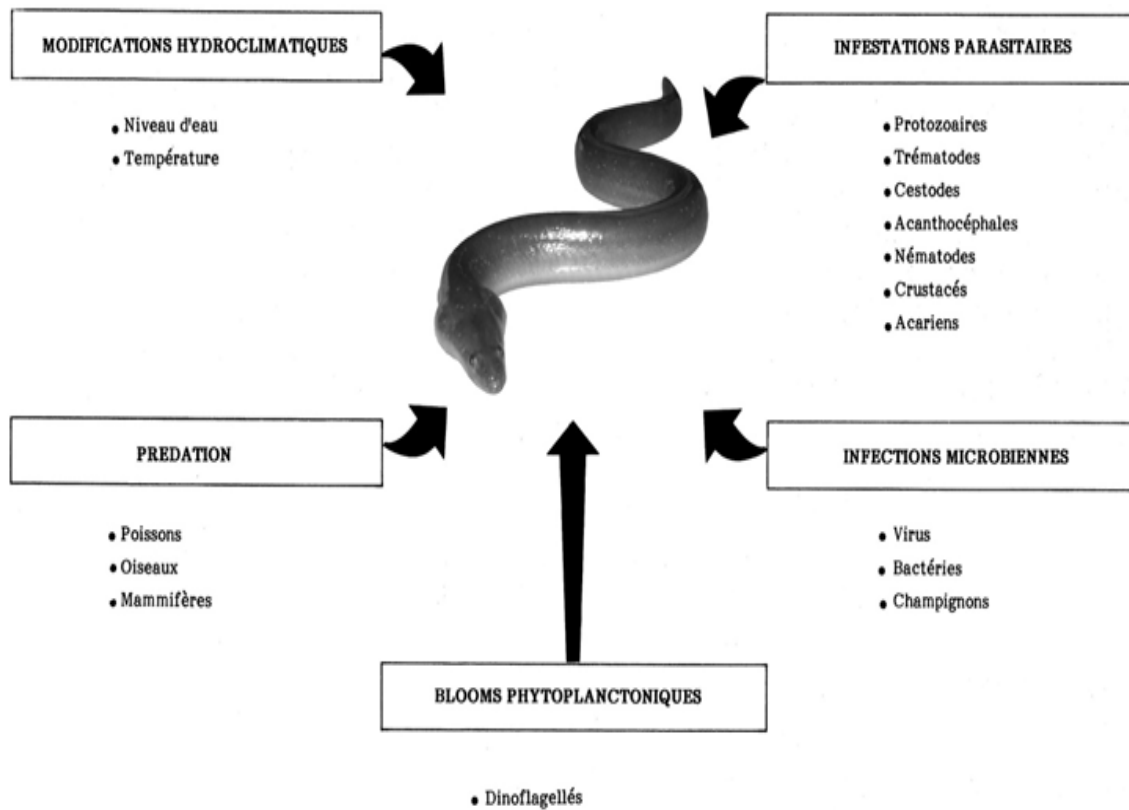 MODIFICATIONS HYDROCLIMATIQUES
• Niveau d'eau
• Température
INFESTATIONS PARASITAIRES
• Protozoaires
• Trématodes
• Cestodes
• Acanthocéphales
• Nématodes
• Crustacés
• Acariens
PREDATION
• Poissons
• Oiseaux
• Mammifères
INFECTIONS MICROBIENNES
• Virus
• Bactéries
• Champignons
BLOOMS PHYTOPLANCTONIQUES
• Dinoflagellés